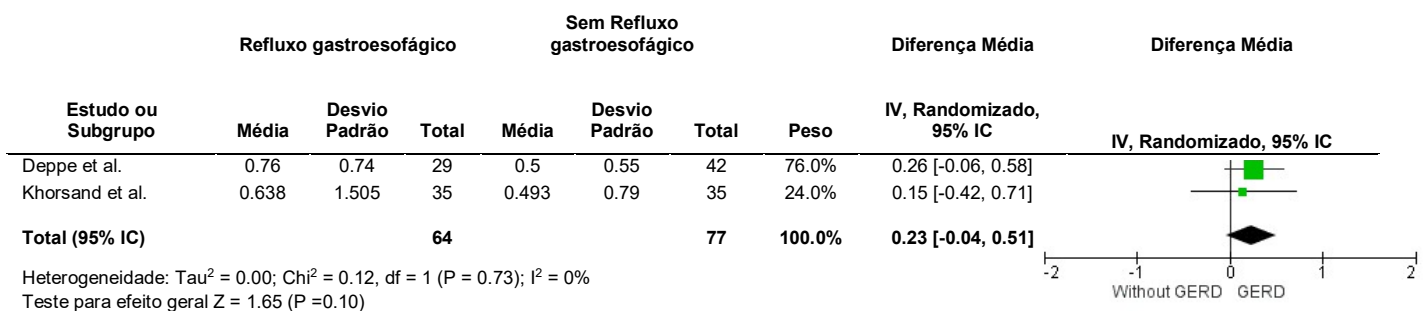 Refluxo gastroesofágico Sem Refluxo gastroesofágico Diferença Média Diferença Média
Estudo ou Subgrupo Média Desvio Padrão Total Média Desvio Padrão Total Peso IV, Randomizado, 95% IC IV, Randomizado, 95% IC
Deppe et al. 0.76 0.74 29 0.5 0.55 42 76.0% 0.26 [-0.06, 0.58]
Khorsand et al. 0.638 1.505 35 0.493 0.79 35 24.0% 0.15 [-0.42, 0.71]
Total (95% IC) 64 77 100.0% 0.23 [-0.04, 0.51]
Heterogeneidade: Tau² = 0.00; Chi² = 0.12, df = 1 (P = 0.73); I² = 0%
Teste para efeito geral Z = 1.65 (P =0.10)
-2 -1 0 1 2
Without GERD GERD